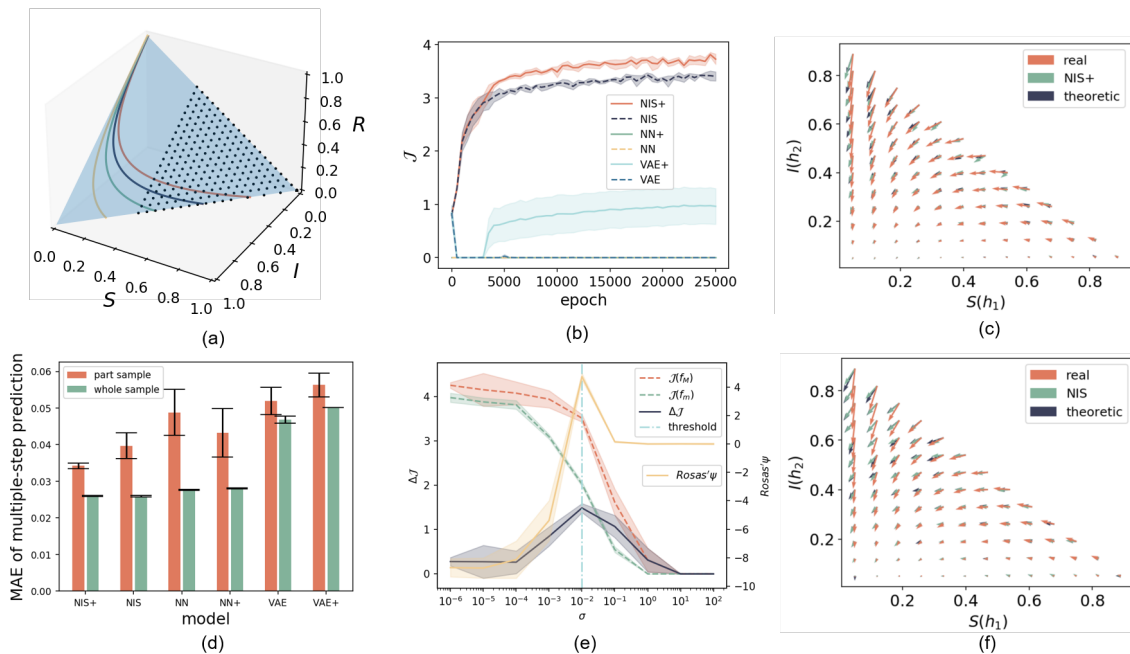 1.0
0.8
0.6
0.4
0.2
0.0
R
0.0
0.2
0.4
0.6
0.8
1.0
I
0.0
0.2
0.4
0.6
0.8
1.0
S
(a)
4
3
2
1
0
𝒥
NIS+
NIS
NN+
NN
VAE+
VAE
0 5000 10000 15000 20000 25000
epoch
(b)
real
NIS+
theoretic
0.8
0.6
0.4
0.2
I(h₂)
0.2 0.4 0.6 0.8
S(h₁)
(c)
MAE of multiple-step prediction
0.06
0.05
0.04
0.03
0.02
0.01
0.00
part sample
whole sample
NIS+ NIS NN NN+ VAE VAE+
model
(d)
4
3
2
1
0
Δ𝒥
𝒥(f_M)
𝒥(f_m)
Δ𝒥
threshold
Rosas'ψ
4
2
0
−2
−4
−6
−8
−10
Rosas'ψ
10⁻⁶ 10⁻⁵ 10⁻⁴ 10⁻³ 10⁻² 10⁻¹ 10⁰ 10¹ 10²
σ
(e)
real
NIS
theoretic
0.8
0.6
0.4
0.2
I(h₂)
0.2 0.4 0.6 0.8
S(h₁)
(f)